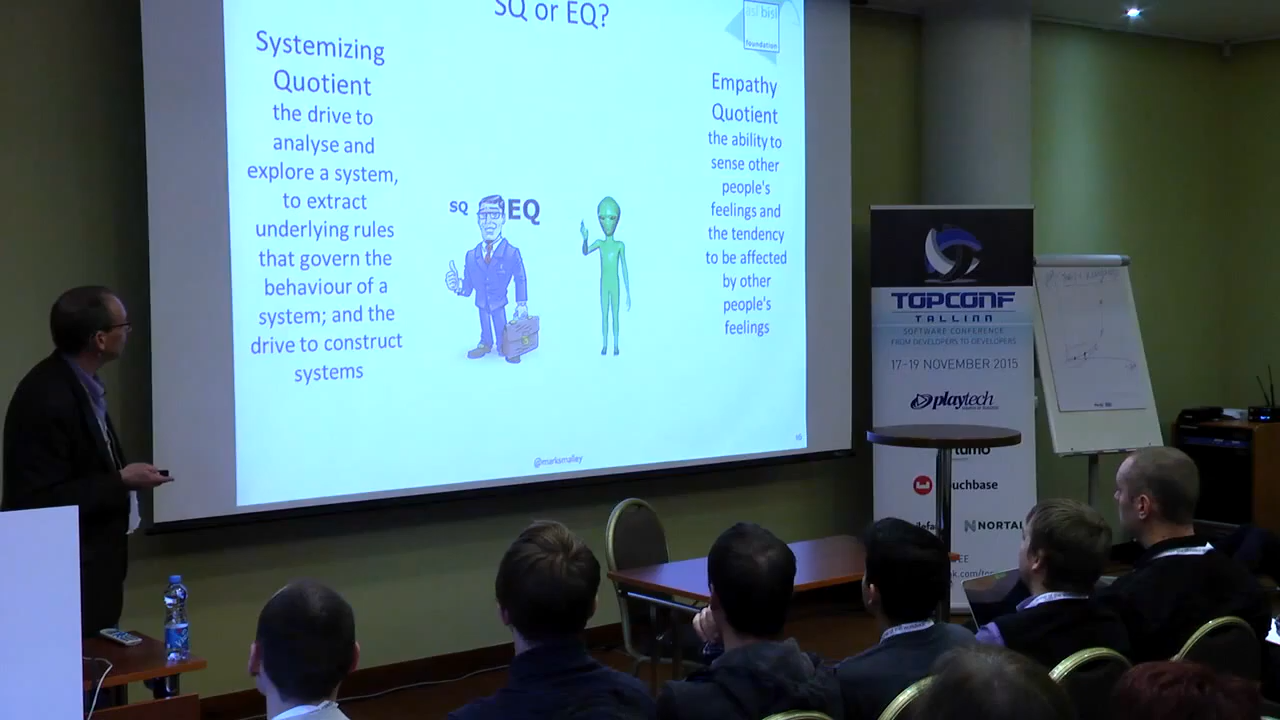 SQ or EQ?
asl bisl
foundation
Systemizing
Quotient
the drive to
analyse and
explore a system,
to extract
underlying rules
that govern the
behaviour of a
system; and the
drive to construct
systems
SQ
EQ
Empathy
Quotient
the ability to
sense other
people's
feelings and
the tendency
to be affected
by other
people's
feelings
@marksmalley
TOPCONF
TALLINN
SOFTWARE CONFERENCE
FROM DEVELOPERS TO DEVELOPERS
17-19 NOVEMBER 2015
playtech
uchbase
NORTAL